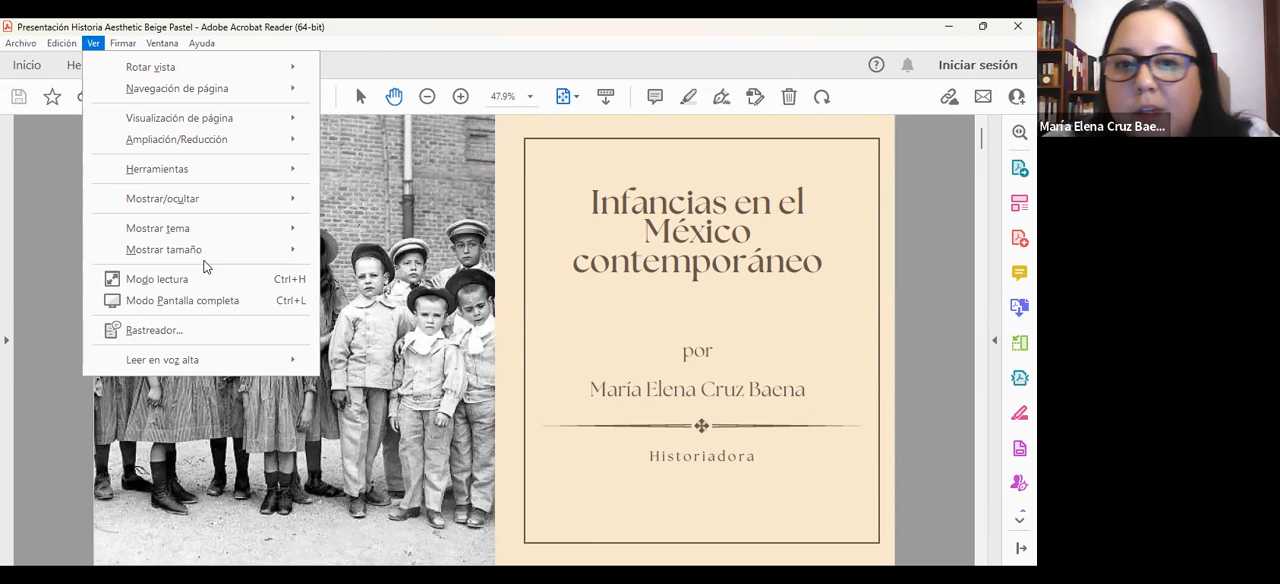 Presentación Historia Aesthetic Beige Pastel - Adobe Acrobat Reader (64-bit)
Archivo Edición Ver Firmar Ventana Ayuda
Inicio He
Iniciar sesión
47.9%
Rotar vista
Navegación de página
Visualización de página
Ampliación/Reducción
Herramientas
Mostrar/ocultar
Mostrar tema
Mostrar tamaño
Modo lectura Ctrl+H
Modo Pantalla completa Ctrl+L
Rastreador...
Leer en voz alta
Infancias en el
México
contemporáneo
por
María Elena Cruz Baena
Historiadora
María Elena Cruz Bae...